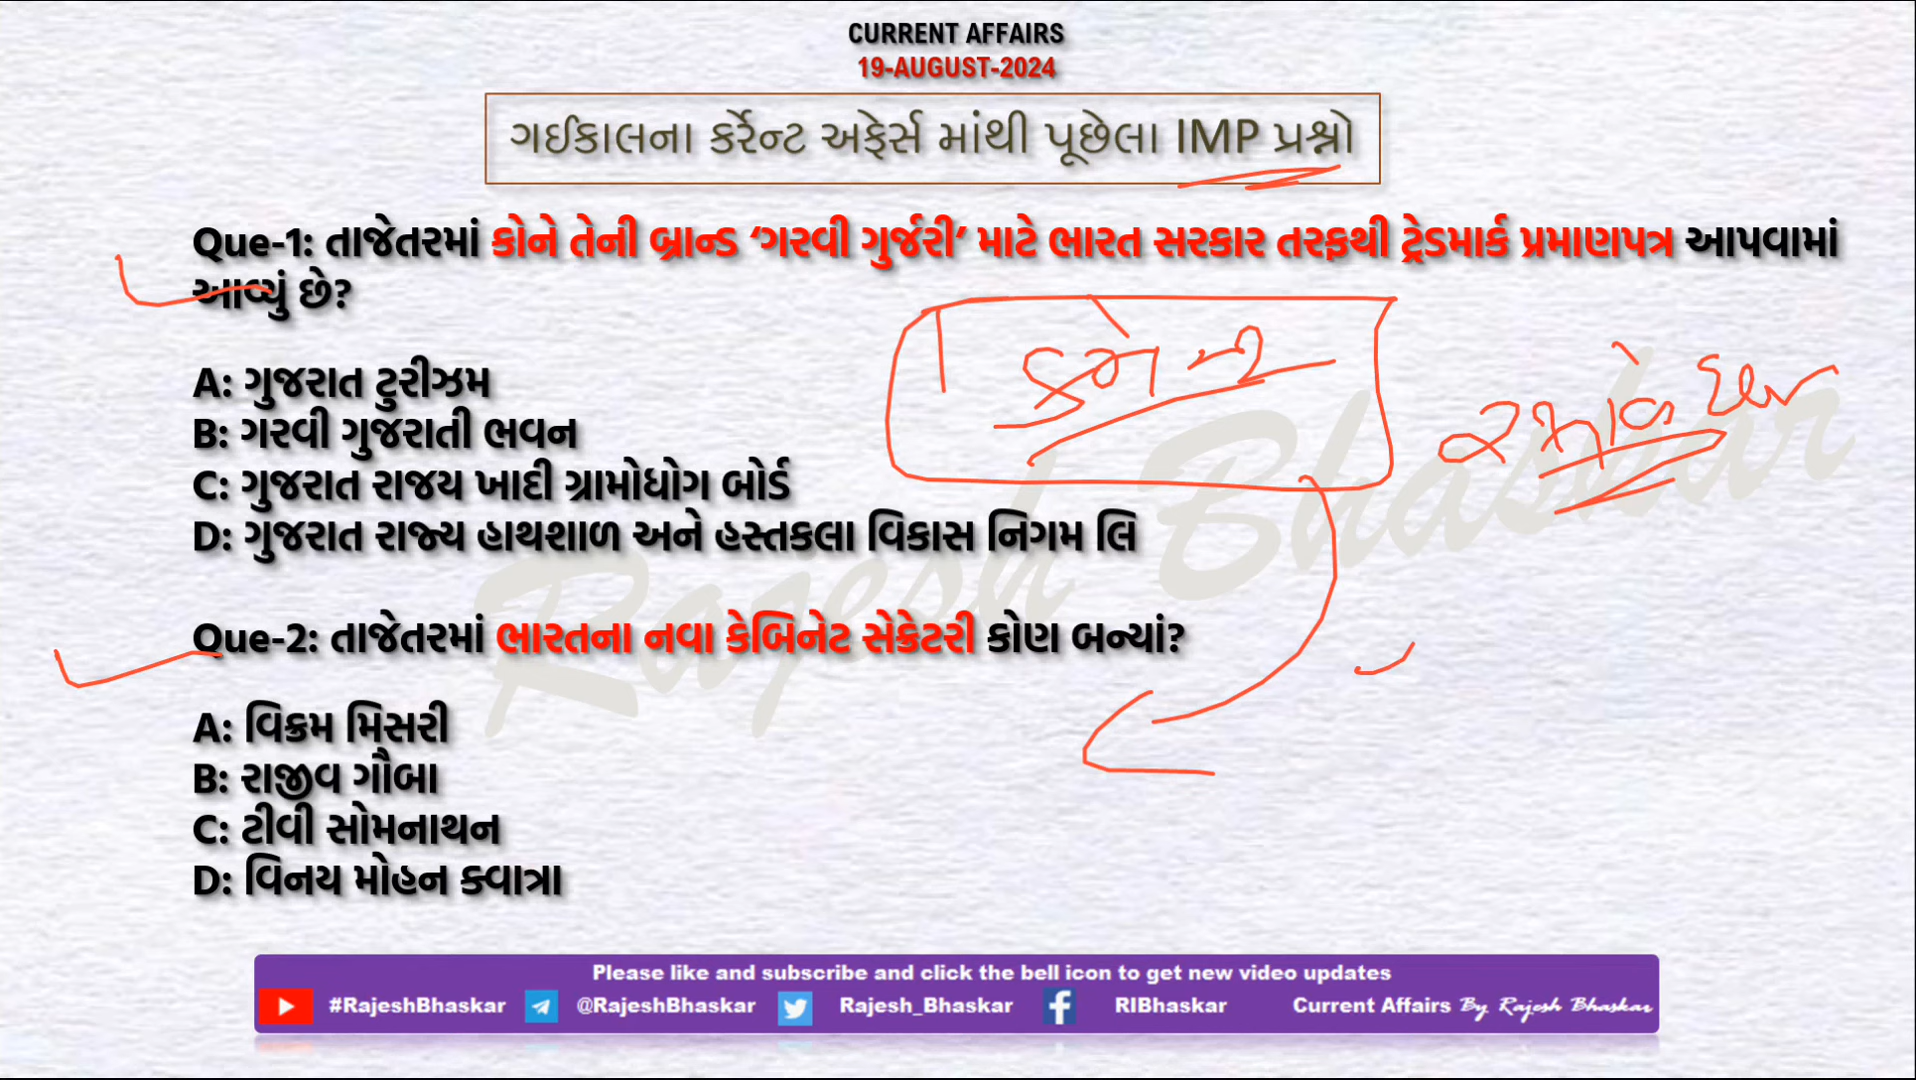 CURRENT AFFAIRS
19-AUGUST-2024
ગઈકાલના કર્રેન્ટ અફેર્સ માંથી પૂછેલા IMP પ્રશ્નો
Que-1: તાજેતરમાં કોને તેની બ્રાન્ડ ‘ગરવી ગુર્જરી’ માટે ભારત સરકાર તરફથી ટ્રેડમાર્ક પ્રમાણપત્ર આપવામાં
આવ્યું છે?
A: ગુજરાત ટુરીઝમ
B: ગરવી ગુજરાતી ભવન
C: ગુજરાત રાજય ખાદી ગ્રામોધોગ બોર્ડ
D: ગુજરાત રાજ્ય હાથશાળ અને હસ્તકલા વિકાસ નિગમ લિ
Que-2: તાજેતરમાં ભારતના નવા કેબિનેટ સેક્રેટરી કોણ બન્યાં?
A: વિક્રમ મિસરી
B: રાજીવ ગૌબા
C: ટીવી સોમનાથન
D: વિનય મોહન ક્વાત્રા
Rajesh Bhaskar
Please like and subscribe and click the bell icon to get new video updates
#RajeshBhaskar @RajeshBhaskar Rajesh_Bhaskar RIBhaskar Current Affairs By Rajesh Bhaskar